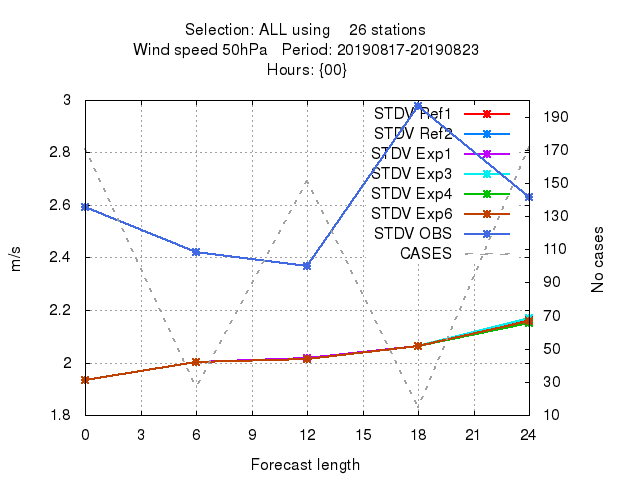 Selection: ALL using 26 stations
Wind speed 50hPa Period: 20190817-20190823
Hours: {00}
3
2.8
2.6
2.4
2.2
2
1.8
m/s
STDV Ref1
STDV Ref2
STDV Exp1
STDV Exp3
STDV Exp4
STDV Exp6
STDV OBS
CASES
190
170
150
130
110
90
70
50
30
10
No cases
0 3 6 9 12 15 18 21 24
Forecast length